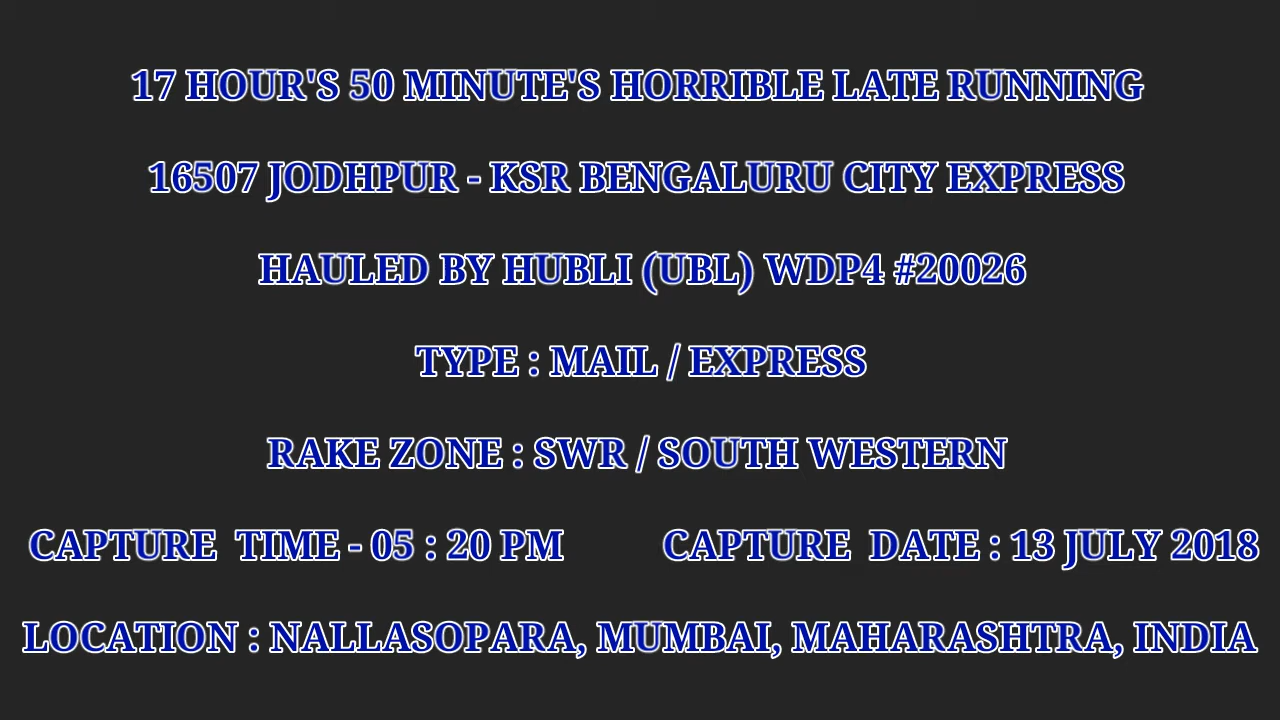 17 HOUR'S 50 MINUTE'S HORRIBLE LATE RUNNING
16507 JODHPUR - KSR BENGALURU CITY EXPRESS
HAULED BY HUBLI (UBL) WDP4 #20026
TYPE : MAIL / EXPRESS
RAKE ZONE : SWR / SOUTH WESTERN
CAPTURE TIME - 05 : 20 PM CAPTURE DATE : 13 JULY 2018
LOCATION : NALLASOPARA, MUMBAI, MAHARASHTRA, INDIA